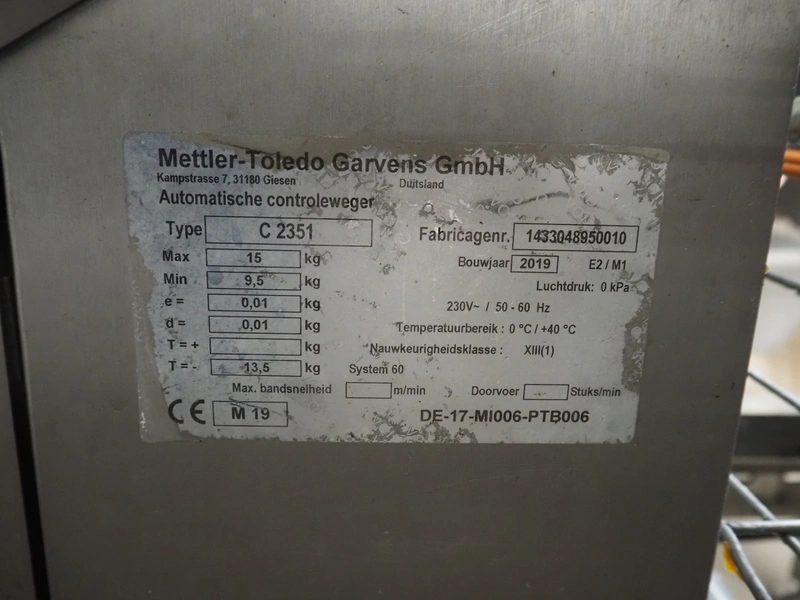 Mettler-Toledo Garvens GmbH
Kampstrasse 7, 31180 Giesen Duitsland
Automatische controleweger
Type C 2351 Fabricagenr. 1433048950010
Max 15 kg Bouwjaar 2019 E2 / M1
Min 9,5 kg Luchtdruk: 0 kPa
e = 0,01 kg 230V~ / 50 - 60 Hz
d = 0,01 kg Temperatuurbereik : 0 °C / +40 °C
T = + kg Nauwkeurigheidsklasse : XIII(1)
T = - 13,5 kg System 60
Max. bandsnelheid m/min Doorvoer Stuks/min
CE M 19 DE-17-MI006-PTB006